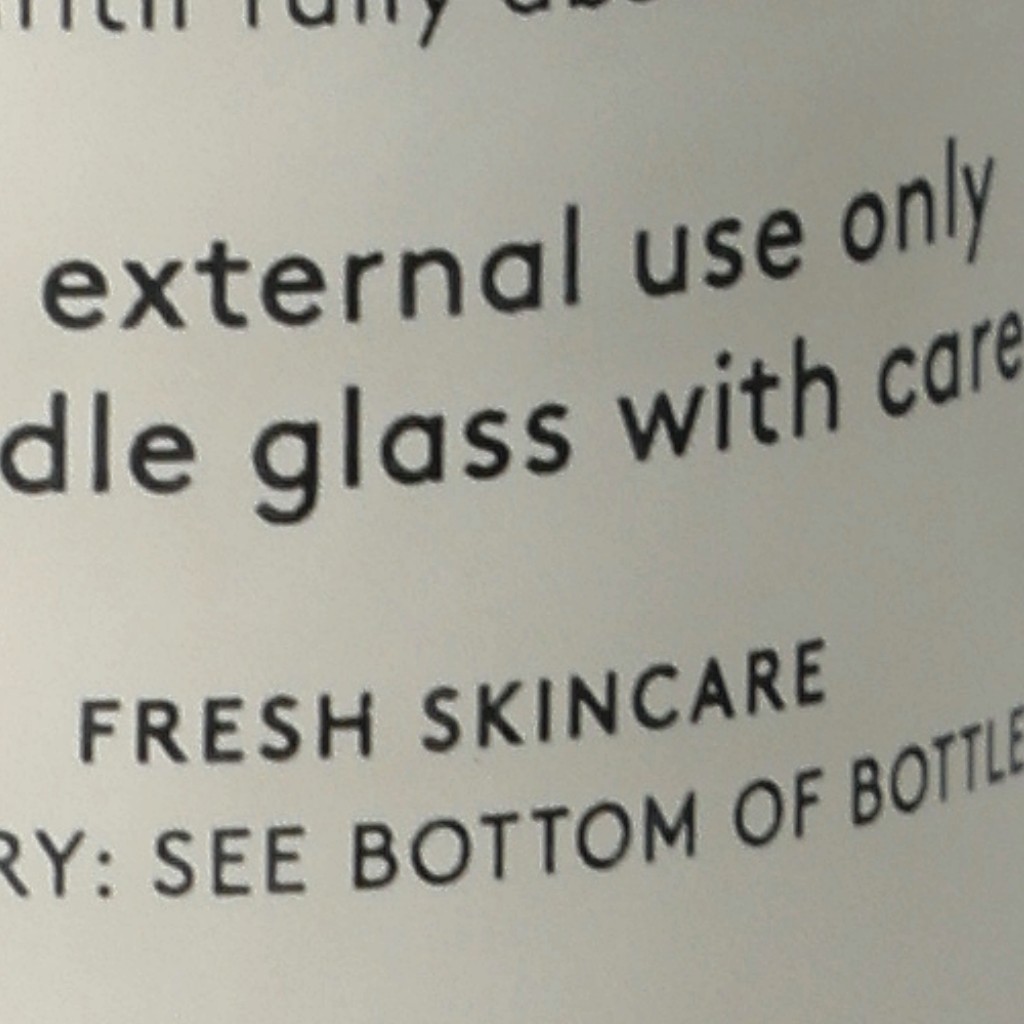 external use only
dle glass with care
FRESH SKINCARE
RY: SEE BOTTOM OF BOTTLE